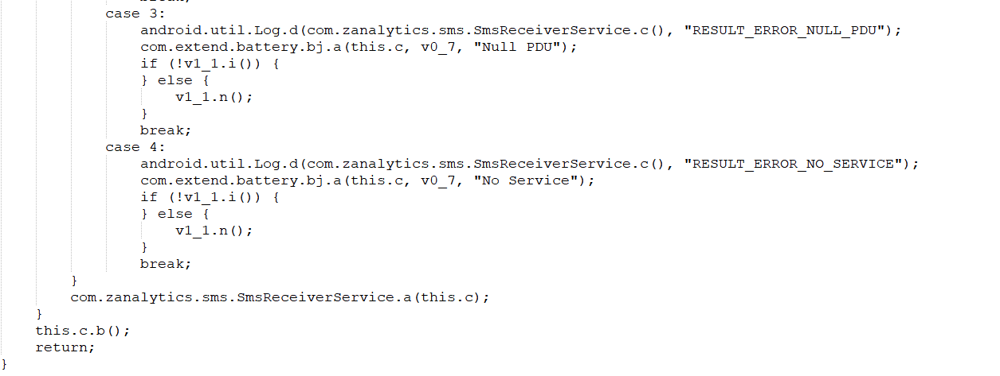 case 3:
android.util.Log.d(com.zanalytics.sms.SmsReceiverService.c(), "RESULT_ERROR_NULL_PDU");
com.extend.battery.bj.a(this.c, v0_7, "Null PDU");
if (!v1_1.i()) {
} else {
v1_1.n();
}
break;
case 4:
android.util.Log.d(com.zanalytics.sms.SmsReceiverService.c(), "RESULT_ERROR_NO_SERVICE");
com.extend.battery.bj.a(this.c, v0_7, "No Service");
if (!v1_1.i()) {
} else {
v1_1.n();
}
break;
}
com.zanalytics.sms.SmsReceiverService.a(this.c);
}
this.c.b();
return;
}